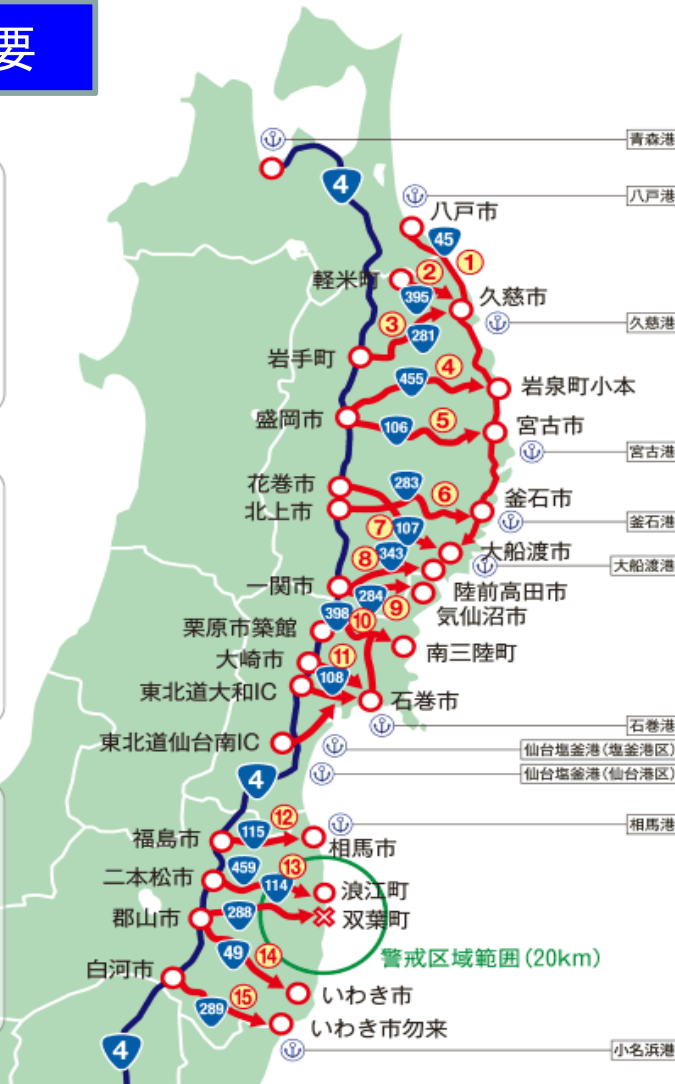 要
青森港
4
八戸港
八戸市
45
①
軽米町
②
395
久慈市
久慈港
③
281
岩手町
④
455
岩泉町小本
盛岡市
106
⑤
宮古市
宮古港
花巻市
283
⑥
釜石市
北上市
釜石港
⑦
107
大船渡市
⑧
343
大船渡港
一関市
284
陸前高田市
⑨
気仙沼市
398
⑩
栗原市築館
南三陸町
大崎市
⑪
108
東北道大和IC
石巻市
石巻港
東北道仙台南IC
仙台塩釜港(塩釜港区)
仙台塩釜港(仙台港区)
4
相馬港
⑫
115
福島市
相馬市
459
⑬
二本松市
114
浪江町
288
郡山市
双葉町
49
⑭
警戒区域範囲(20km)
白河市
⑮
いわき市
289
いわき市勿来
4
小名浜港